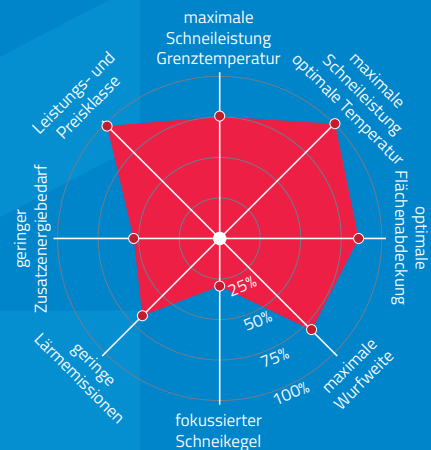 maximale
Schneileistung
Grenztemperatur
maximale
Schneileistung
optimale Temperatur
optimale
Flächenabdeckung
maximale
Wurfweite
fokussierter
Schneikegel
geringe
Lärmemissionen
geringer
Zusatzenergiebedarf
Leistungs- und
Preisklasse
25%
50%
75%
100%